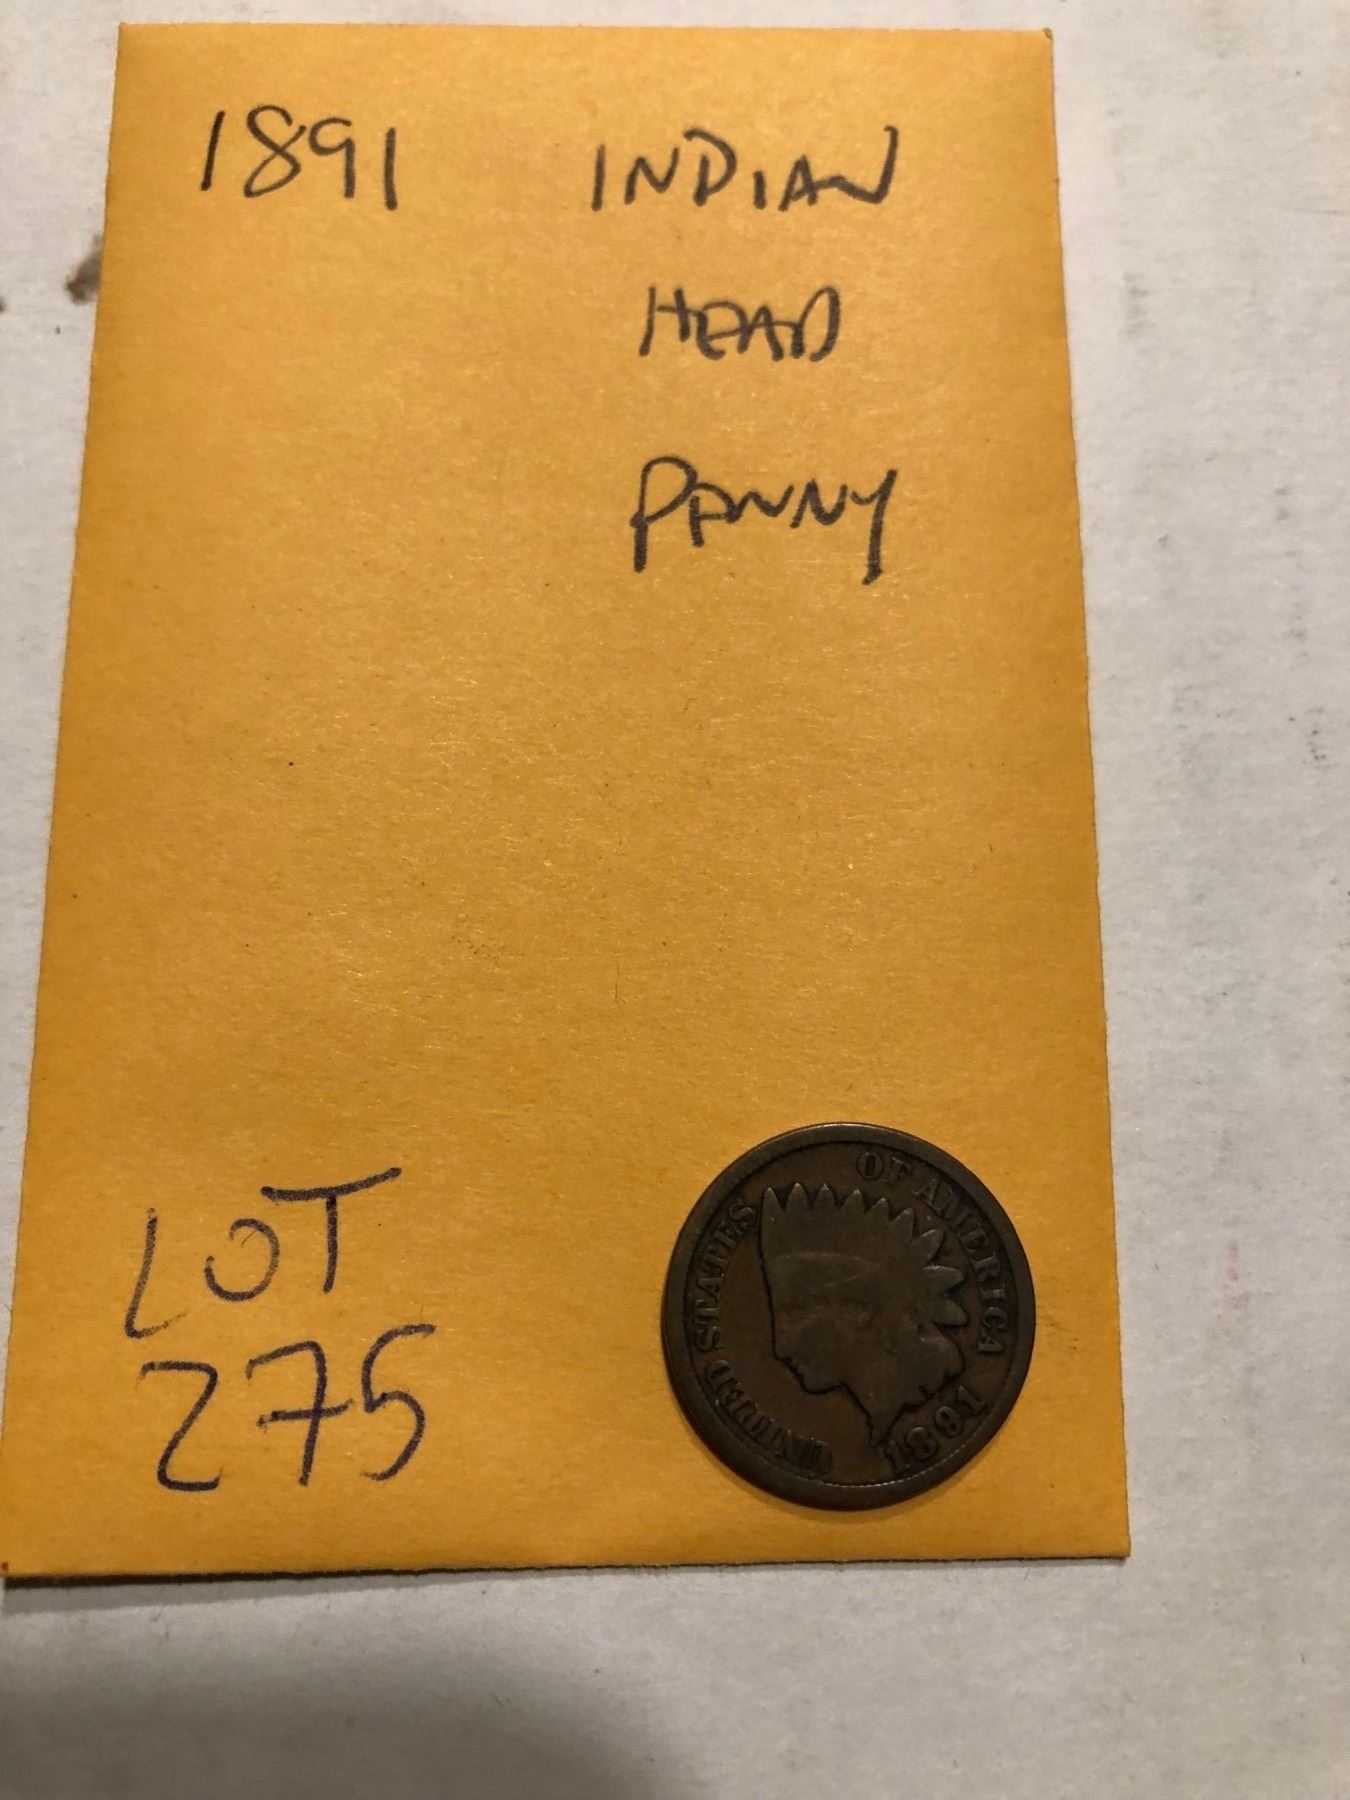 1891 INDIAN
HEAD
PENNY
LOT
275
UNITED STATES OF AMERICA
1891